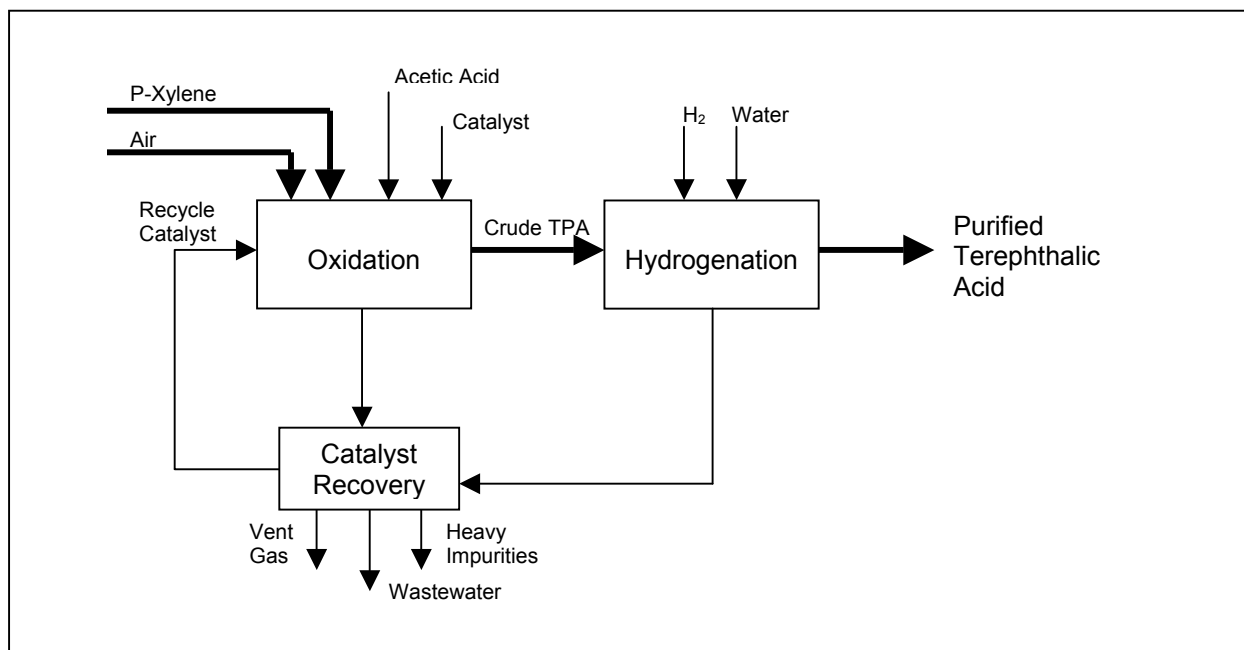 Acetic Acid
P-Xylene
H₂ Water
Catalyst
Air
Recycle
Catalyst
Crude TPA
Oxidation
Hydrogenation
Purified
Terephthalic
Acid
Catalyst
Recovery
Vent
Gas
Heavy
Impurities
Wastewater